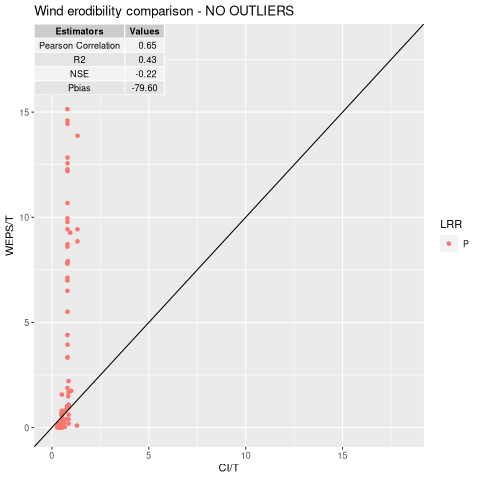 Wind erodibility comparison - NO OUTLIERS
Estimators Values
Pearson Correlation 0.65
R2 0.43
NSE -0.22
Pbias -79.60
15
10
5
0
WEPS/T
0 5 10 15
CI/T
LRR
P